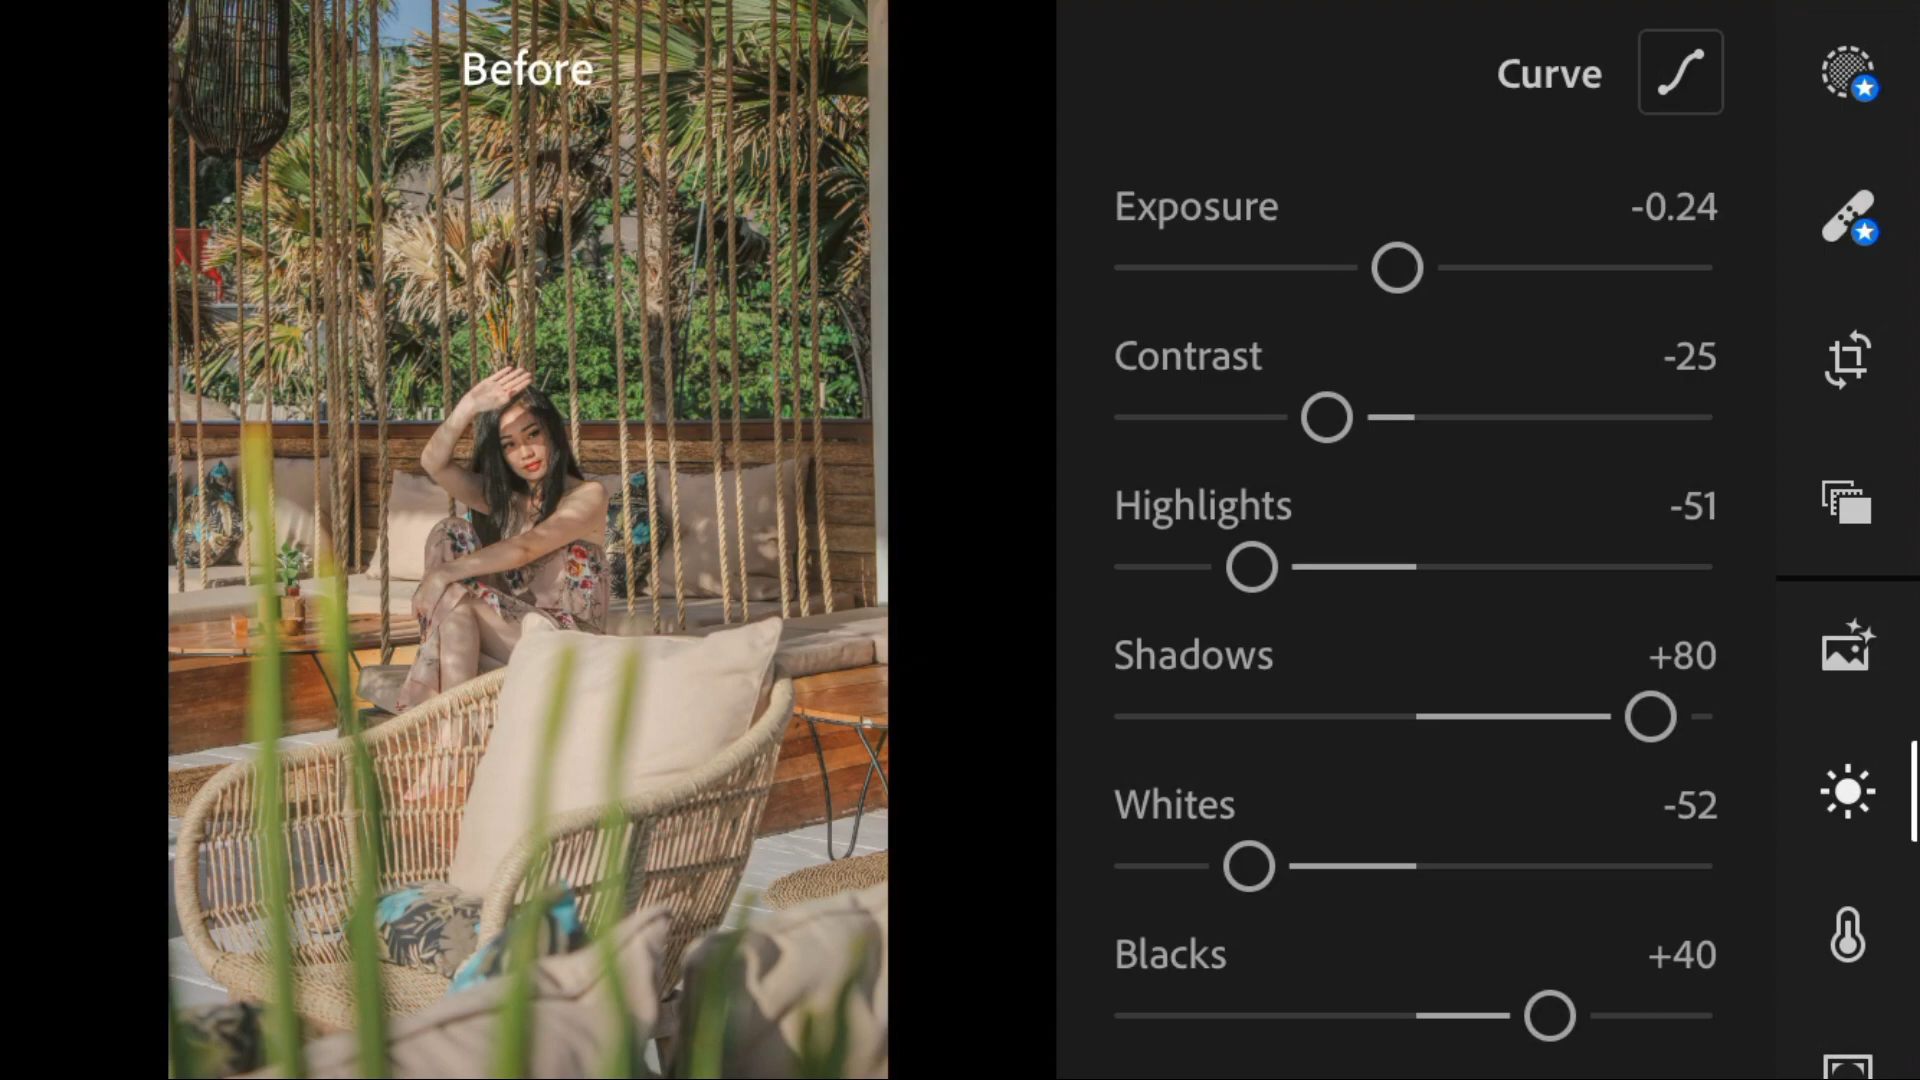 Before
Curve
Exposure -0.24
Contrast -25
Highlights -51
Shadows +80
Whites -52
Blacks +40